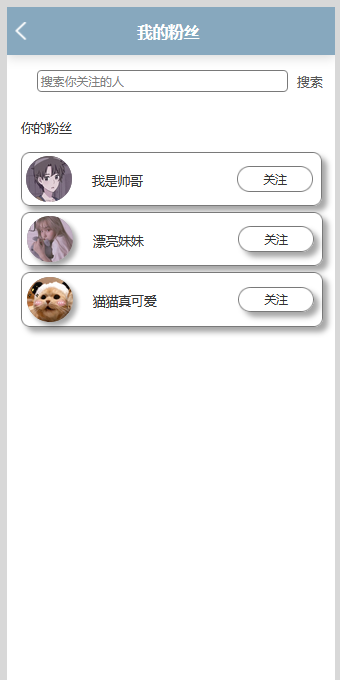 我的粉丝
搜索你关注的人 搜索
你的粉丝
我是帅哥 关注
漂亮妹妹 关注
猫猫真可爱 关注